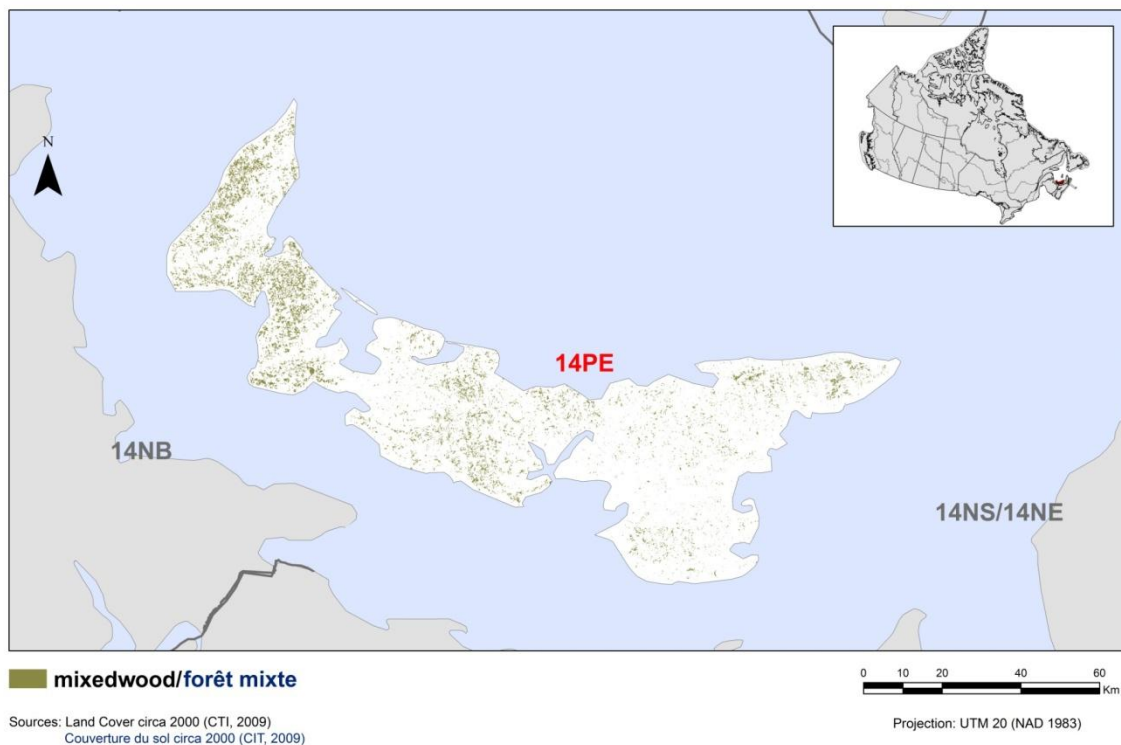 N
14PE
14NB
14NS/14NE
mixedwood/forêt mixte
0 10 20 40 60
Km
Sources: Land Cover circa 2000 (CTI, 2009)
Couverture du sol circa 2000 (CIT, 2009)
Projection: UTM 20 (NAD 1983)